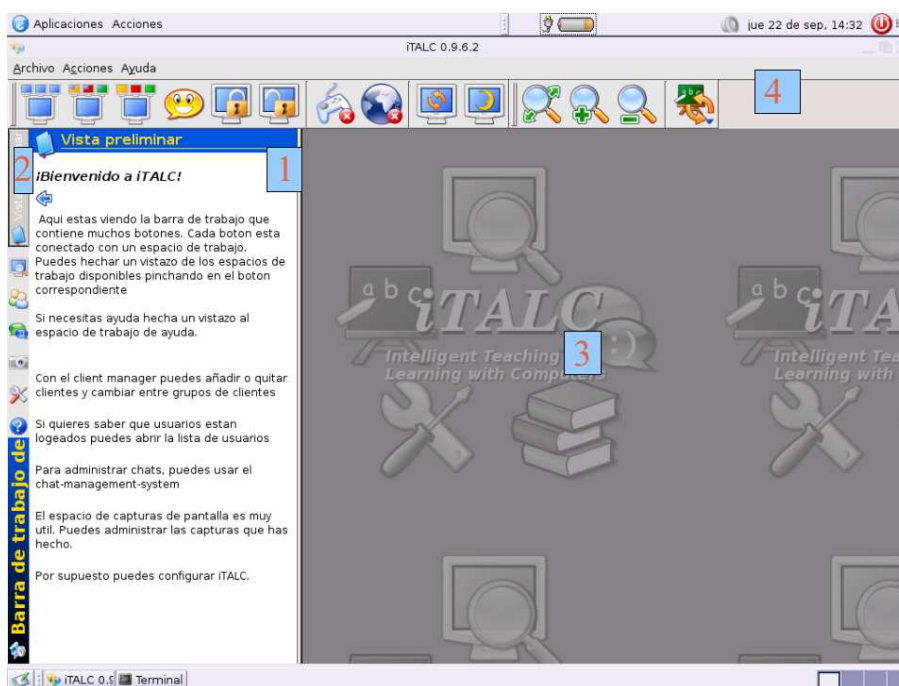 Aplicaciones Acciones
jue 22 de sep, 14:32
iTALC 0.9.6.2
Archivo Acciones Ayuda
4
Vista preliminar
2
1
¡Bienvenido a iTALC!
Aqui estas viendo la barra de trabajo que
contiene muchos botones. Cada boton esta
conectado con un espacio de trabajo.
Puedes hechar un vistazo de los espacios de
trabajo disponibles pinchando en el boton
correspondiente
Si necesitas ayuda hecha un vistazo al
espacio de trabajo de ayuda.
Con el client manager puedes añadir o quitar
clientes y cambiar entre grupos de clientes
Si quieres saber que usuarios estan
logeados puedes abrir la lista de usuarios
Para administrar chats, puedes usar el
chat-management-system
El espacio de capturas de pantalla es muy
util. Puedes administrar las capturas que has
hecho.
Por supuesto puedes configurar iTALC.
Barra de trabajo de
a b c
iTALC
Intelligent Teaching
3
Learning with Computers
a b c
iTA
Intelligent Tea
Learning with
iTALC 0.9
Terminal